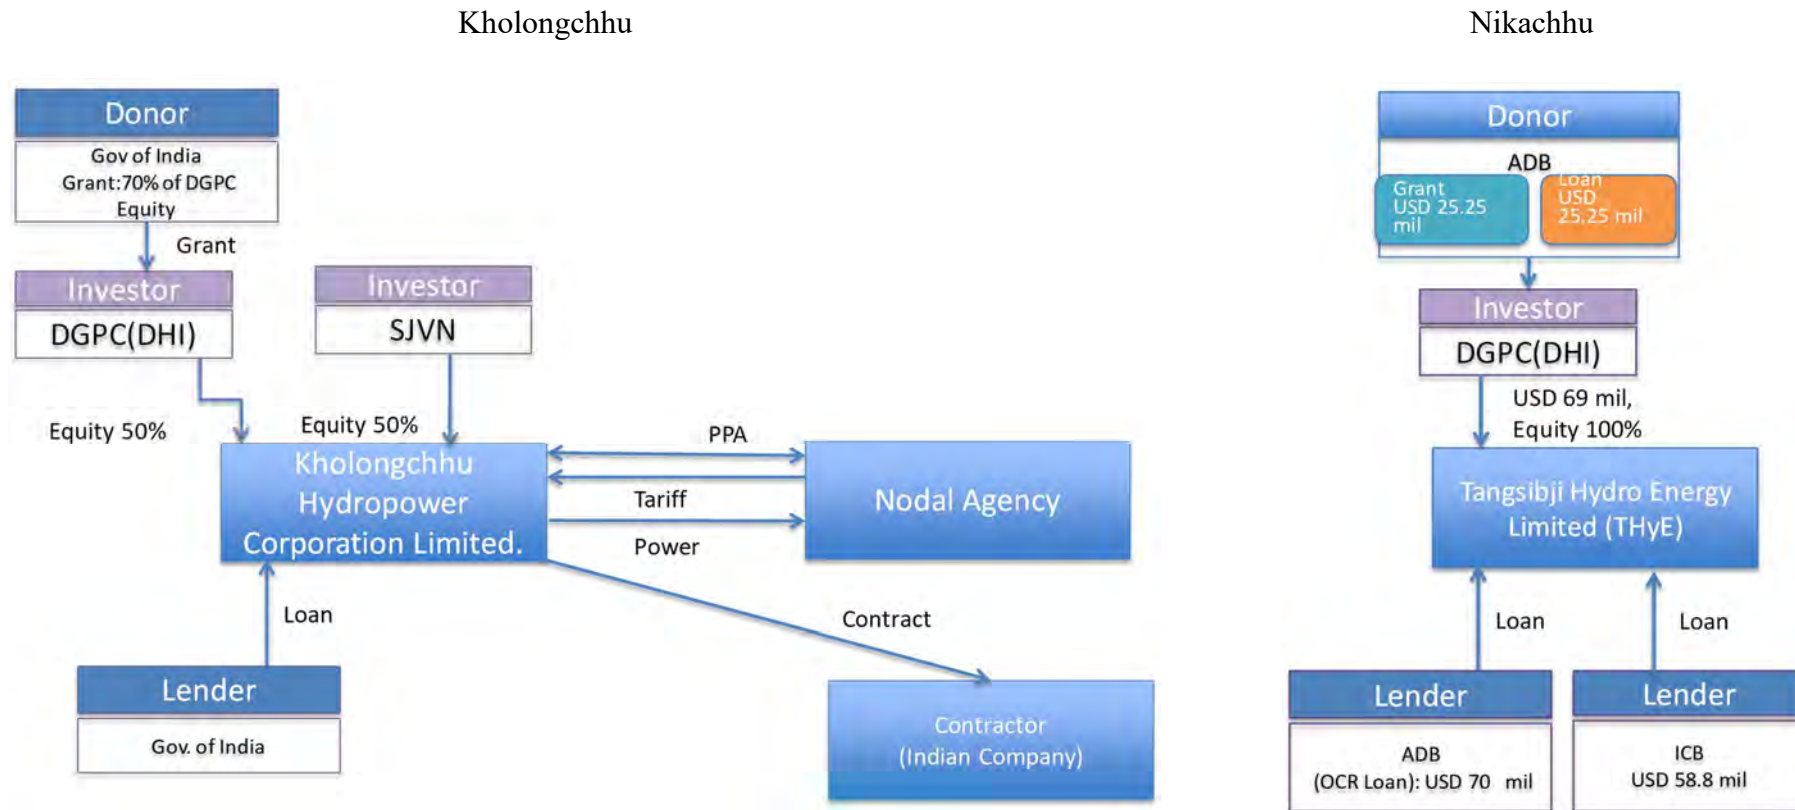 Kholongchhu
Donor
Gov of India
Grant:70% of DGPC
Equity
Grant
Investor
DGPC(DHI)
Investor
SJVN
Equity 50%
Equity 50%
Kholongchhu
Hydropower
Corporation Limited.
PPA
Tariff
Power
Nodal Agency
Loan
Contract
Lender
Gov. of India
Contractor
(Indian Company)
Nikachhu
Donor
ADB
Grant
USD 25.25
mil
Loan
USD
25.25 mil
Investor
DGPC(DHI)
USD 69 mil,
Equity 100%
Tangsibji Hydro Energy
Limited (THyE)
Loan
Loan
Lender
ADB
(OCR Loan): USD 70 mil
Lender
ICB
USD 58.8 mil